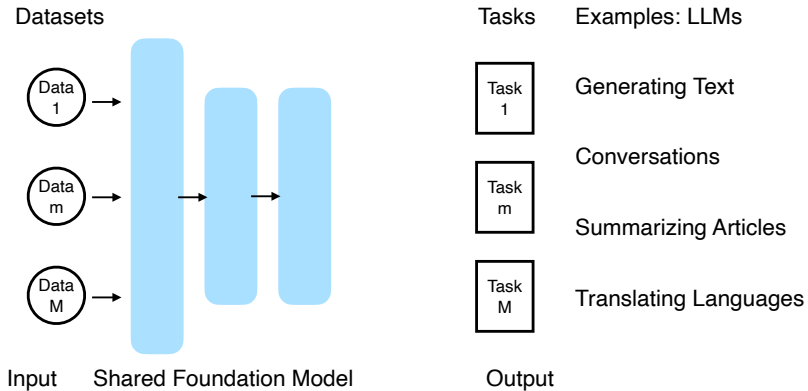 Datasets
Tasks
Examples: LLMs
Data
1
Data
m
Data
M
Task
1
Task
m
Task
M
Generating Text
Conversations
Summarizing Articles
Translating Languages
Input
Shared Foundation Model
Output